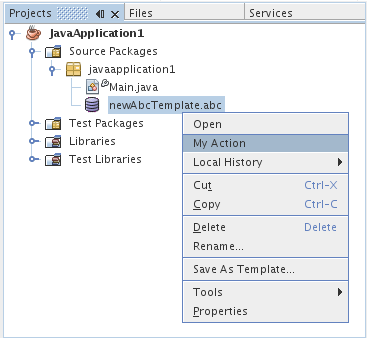 Projects Files Services
JavaApplication1
Source Packages
javaapplication1
Main.java
newAbcTemplate.abc
Test Packages
Libraries
Test Libraries
Open
My Action
Local History
Cut Ctrl-X
Copy Ctrl-C
Delete Delete
Rename...
Save As Template...
Tools
Properties